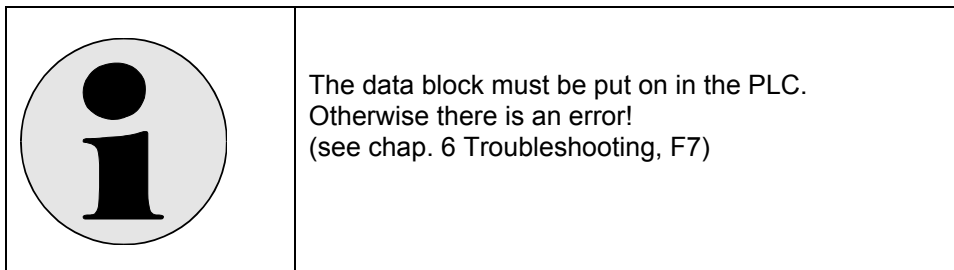 The data block must be put on in the PLC.
Otherwise there is an error!
(see chap. 6 Troubleshooting, F7)